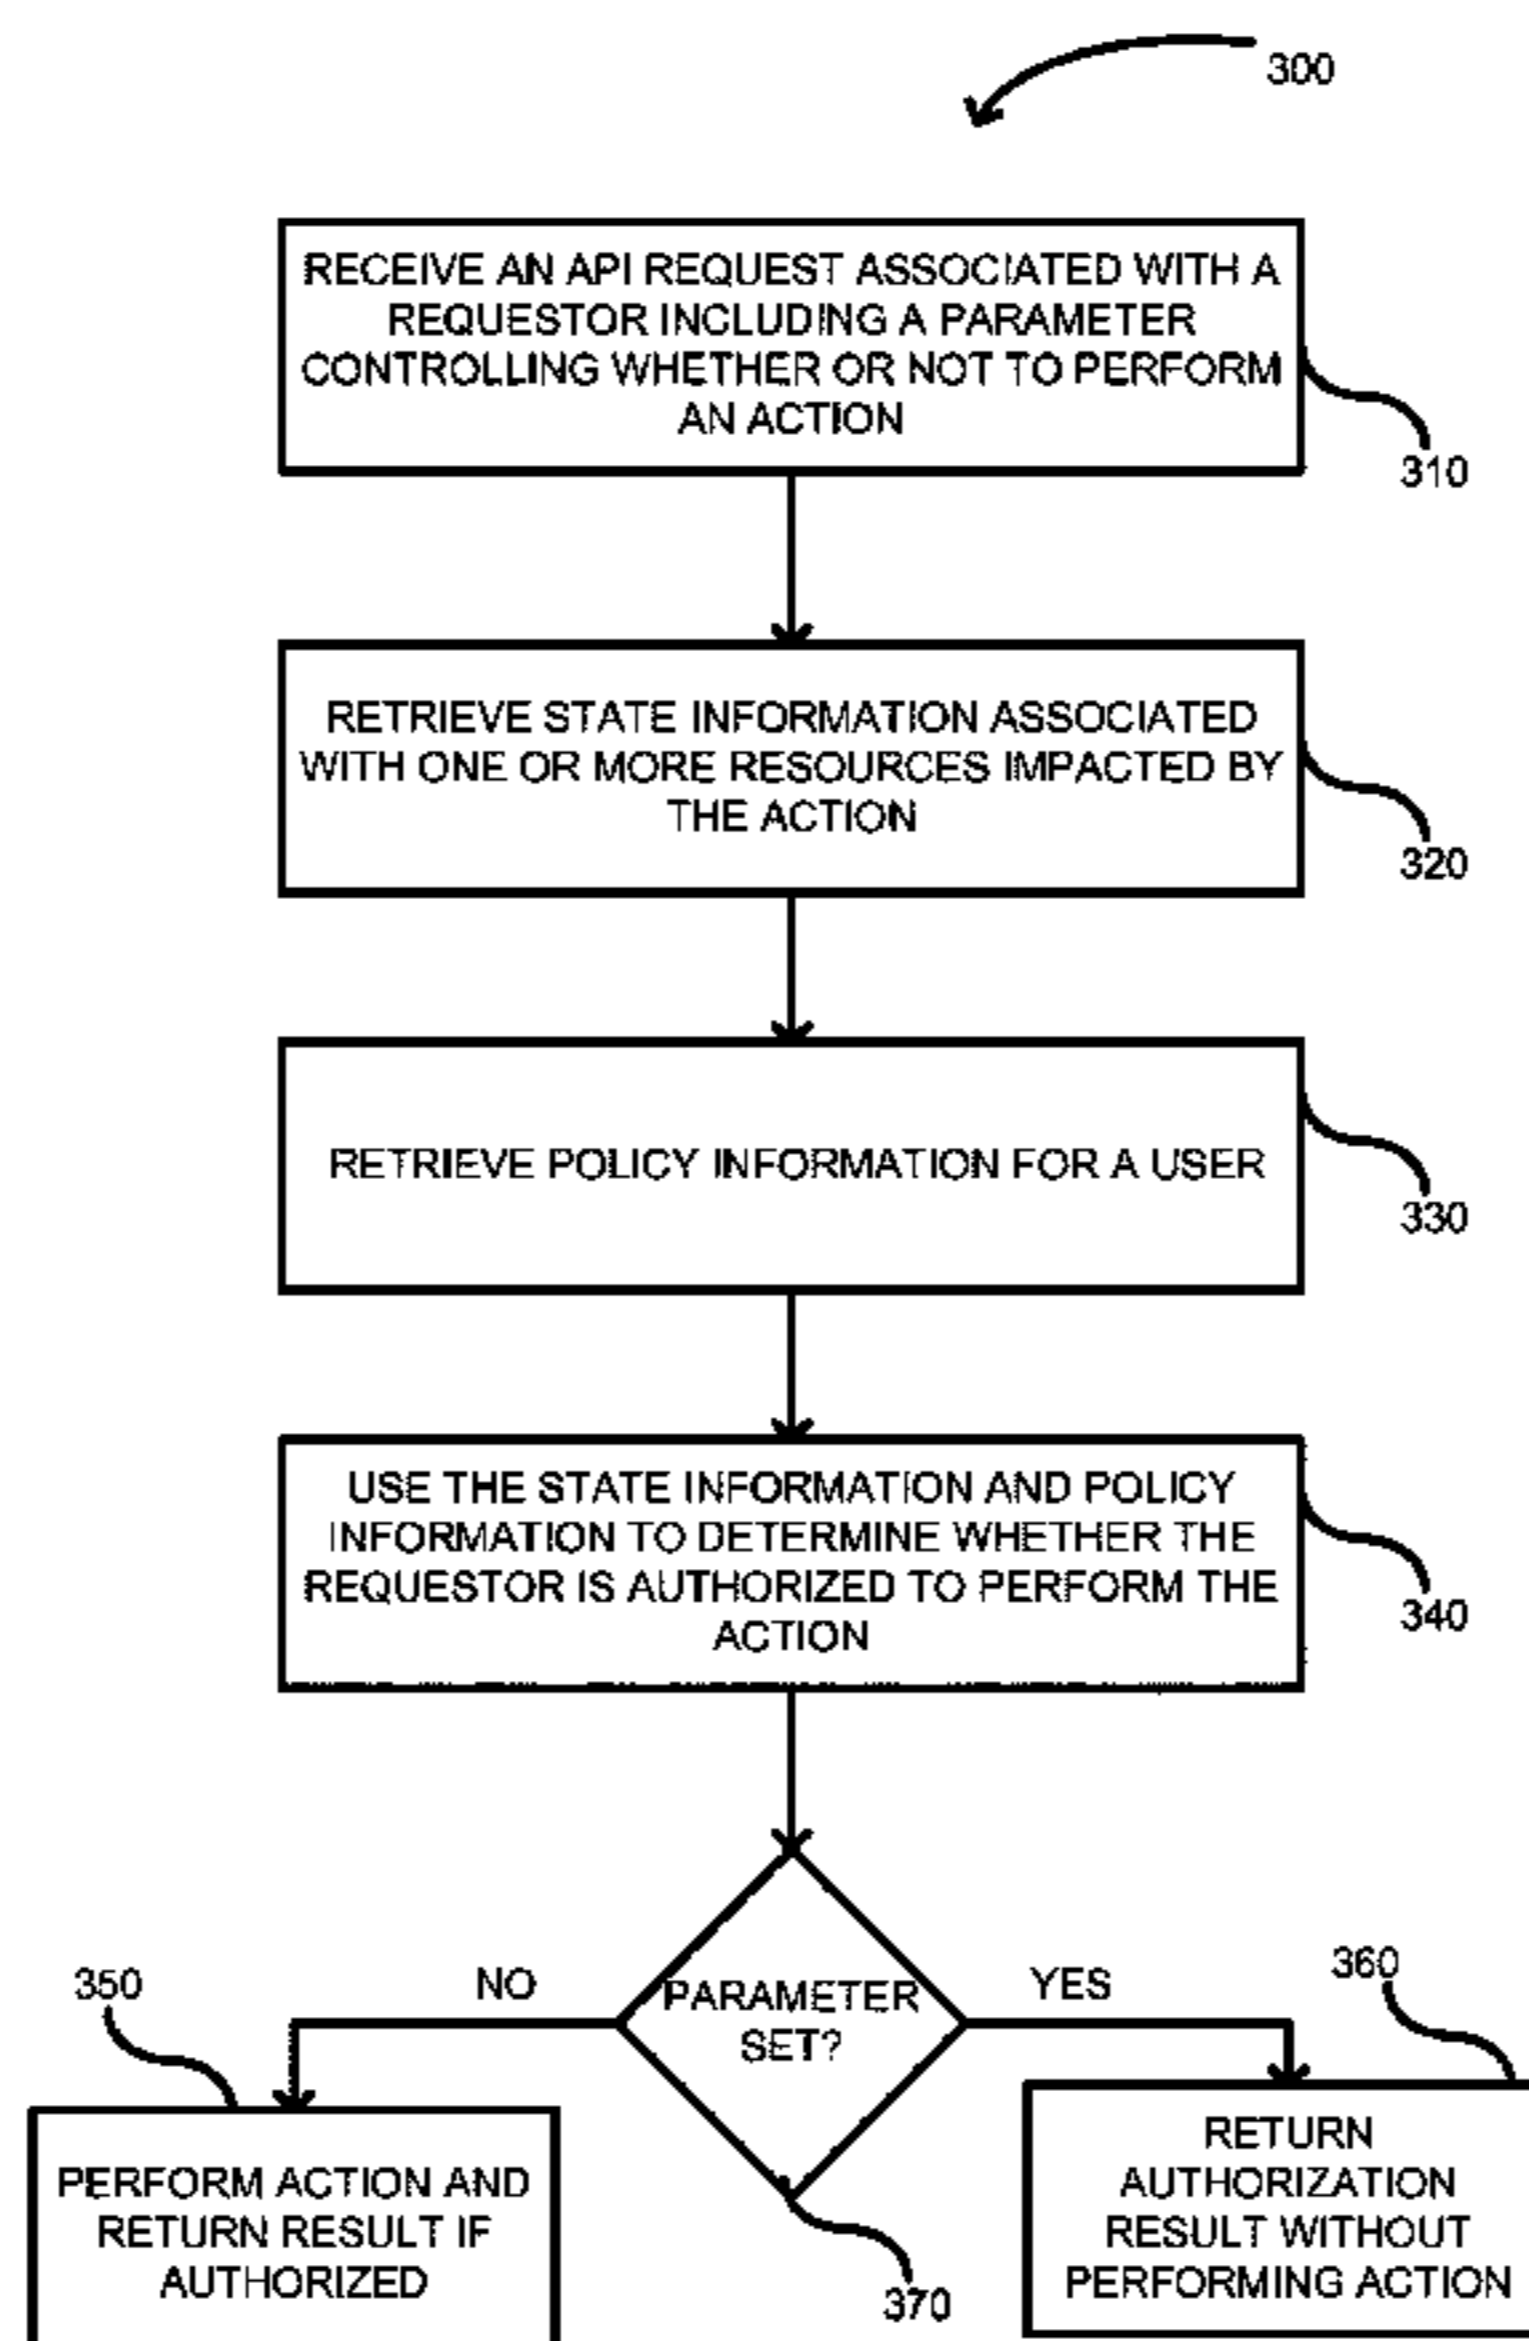 300
RECEIVE AN API REQUEST ASSOCIATED WITH A
REQUESTOR INCLUDING A PARAMETER
CONTROLLING WHETHER OR NOT TO PERFORM
AN ACTION
310
RETRIEVE STATE INFORMATION ASSOCIATED
WITH ONE OR MORE RESOURCES IMPACTED BY
THE ACTION
320
RETRIEVE POLICY INFORMATION FOR A USER
330
USE THE STATE INFORMATION AND POLICY
INFORMATION TO DETERMINE WHETHER THE
REQUESTOR IS AUTHORIZED TO PERFORM THE
ACTION
340
PARAMETER
SET?
370
NO
350
PERFORM ACTION AND
RETURN RESULT IF
AUTHORIZED
YES
360
RETURN
AUTHORIZATION
RESULT WITHOUT
PERFORMING ACTION